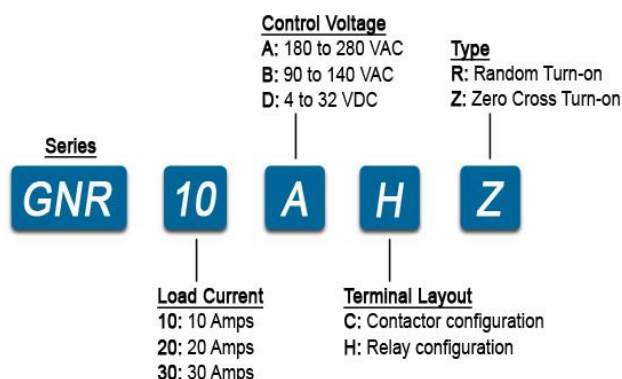 Control Voltage
A: 180 to 280 VAC
B: 90 to 140 VAC
D: 4 to 32 VDC
Type
R: Random Turn-on
Z: Zero Cross Turn-on
Series
GNR 10 A H Z
Load Current
10: 10 Amps
20: 20 Amps
30: 30 Amps
Terminal Layout
C: Contactor configuration
H: Relay configuration